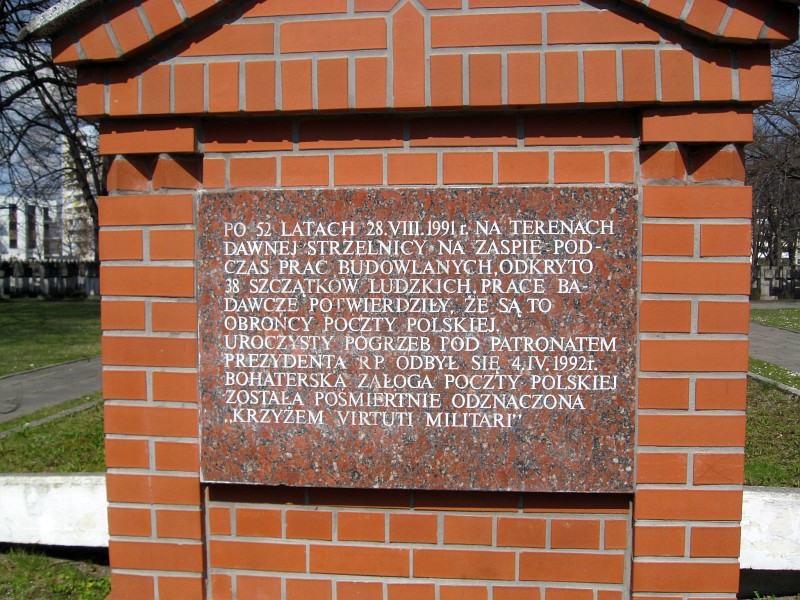 PO 52 LATACH 28.VIII.1991 r. NA TERENACH
DAWNEJ STRZELNICY NA ZASPIE POD-
CZAS PRAC BUDOWLANYCH, ODKRYTO
38 SZCZĄTKÓW LUDZKICH, PRACE BA-
DAWCZE POTWIERDZIŁY, ŻE SĄ TO
OBROŃCY POCZTY POLSKIEJ.
UROCZYSTY POGRZEB POD PATRONATEM
PREZYDENTA RP ODBYŁ SIĘ 4.IV.1992r.
BOHATERSKA ZAŁOGA POCZTY POLSKIEJ
ZOSTAŁA POŚMIERTNIE ODZNACZONA
„KRZYŻEM VIRTUTI MILITARI”